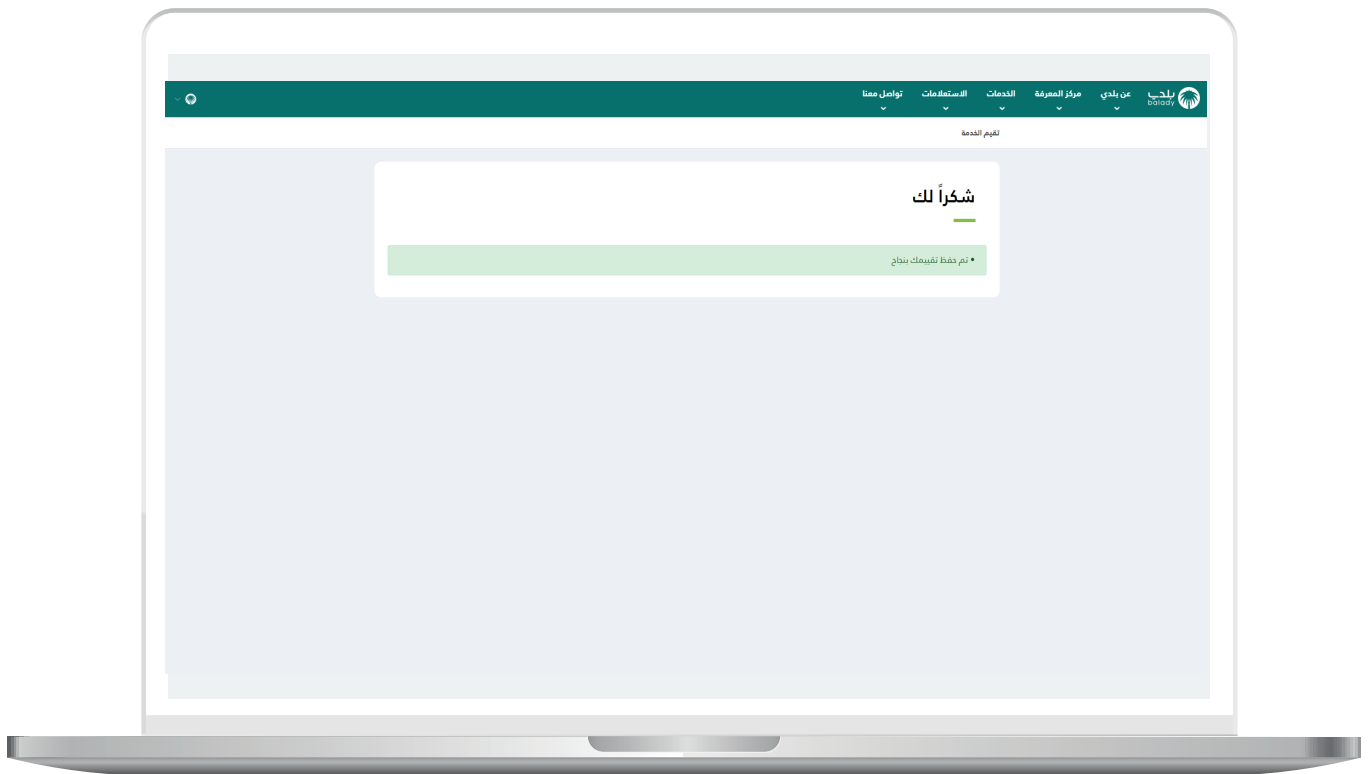 بلدي
balady
عن بلدي
مركز المعرفة
الخدمات
الاستعلامات
تواصل معنا
تقيم الخدمة
شكراً لك
• تم حفظ تقييمك بنجاح